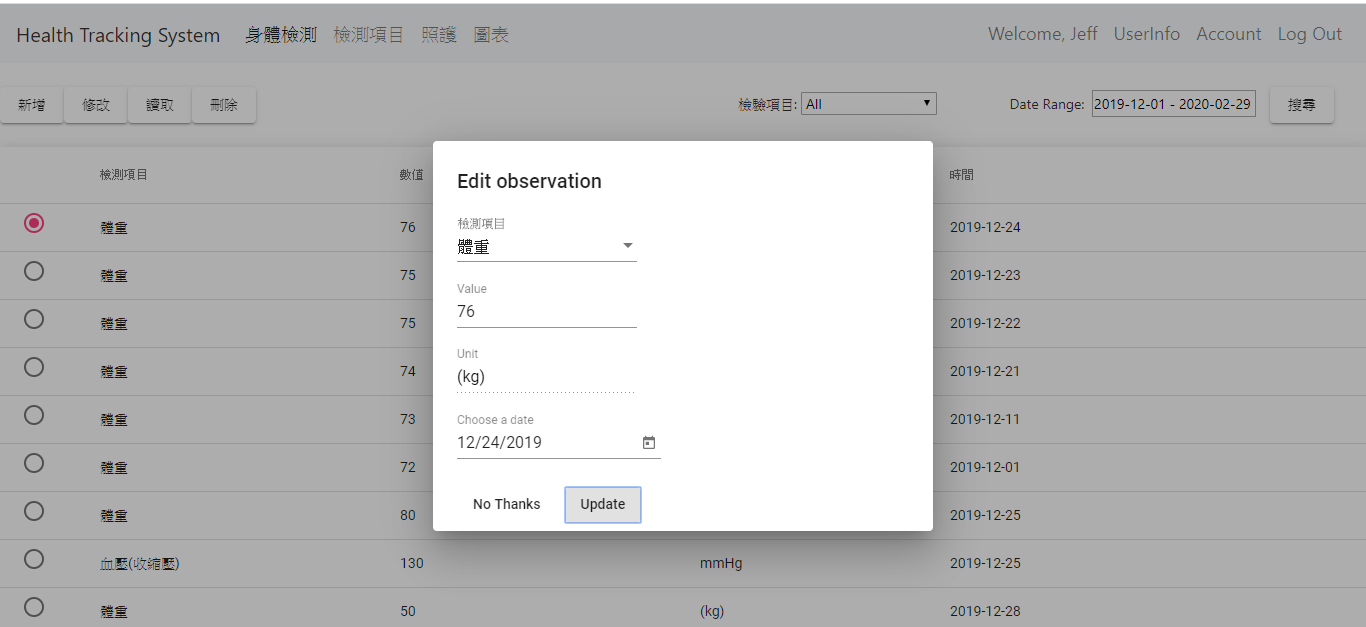 Health Tracking System 身體檢測 檢測項目 照護 圖表 Welcome, Jeff UserInfo Account Log Out
新增 修改 讀取 刪除 檢驗項目: All Date Range: 2019-12-01 - 2020-02-29 搜尋
檢測項目 數值 時間
體重 76 2019-12-24
體重 75 2019-12-23
體重 75 2019-12-22
體重 74 2019-12-21
體重 73 2019-12-11
體重 72 2019-12-01
體重 80 2019-12-25
血壓(收縮壓) 130 mmHg 2019-12-25
體重 50 (kg) 2019-12-28
Edit observation
檢測項目
體重
Value
76
Unit
(kg)
Choose a date
12/24/2019
No Thanks Update